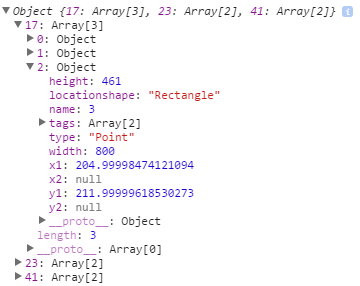 Object {17: Array[3], 23: Array[2], 41: Array[2]} i
17: Array[3]
0: Object
1: Object
2: Object
height: 461
locationshape: "Rectangle"
name: 3
tags: Array[2]
type: "Point"
width: 800
x1: 204.99998474121094
x2: null
y1: 211.99999618530273
y2: null
__proto__: Object
length: 3
__proto__: Array[0]
23: Array[2]
41: Array[2]